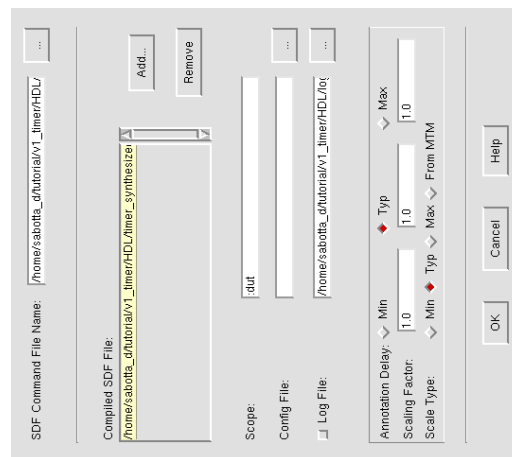 SDF Command File Name: /home/sabotta_d/tutorial/v1_timer/HDL/ ...
Compiled SDF File:
/home/sabotta_d/tutorial/v1_timer/HDL/timer_synthesized
Add...
Remove
Scope: :dut
Config File: ...
Log File: /home/sabotta_d/tutorial/v1_timer/HDL/log ...
Annotation Delay: Min Typ Max
Scaling Factor: 1.0 1.0 1.0
Scale Type: Min Typ Max From MTM
OK Cancel Help